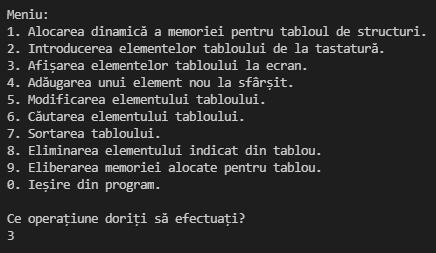 Meniu:
1. Alocarea dinamică a memoriei pentru tabloul de structuri.
2. Introducerea elementelor tabloului de la tastatură.
3. Afișarea elementelor tabloului la ecran.
4. Adăugarea unui element nou la sfârșit.
5. Modificarea elementului tabloului.
6. Căutarea elementului tabloului.
7. Sortarea tabloului.
8. Eliminarea elementului indicat din tablou.
9. Eliberarea memoriei alocate pentru tablou.
0. Ieșire din program.
Ce operațiune doriți să efectuați?
3